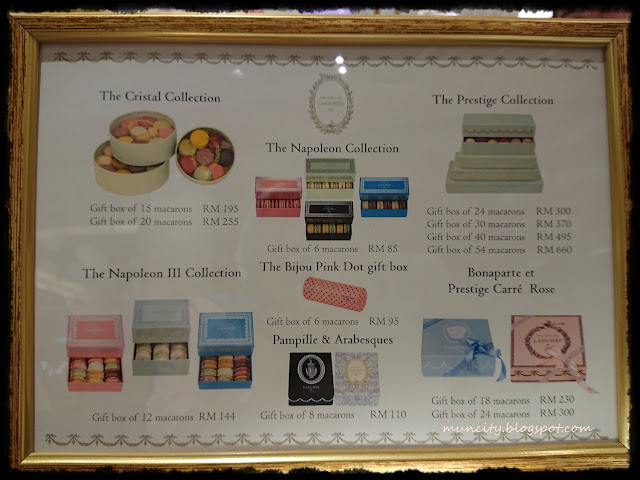 The Cristal Collection
Gift box of 15 macarons RM 195
Gift box of 20 macarons RM 255
LADURÉE
The Napoleon Collection
Gift box of 6 macarons RM 85
The Prestige Collection
Gift box of 24 macarons RM 300
Gift box of 30 macarons RM 370
Gift box of 40 macarons RM 495
Gift box of 54 macarons RM 660
The Napoleon III Collection
Gift box of 12 macarons RM 144
The Bijou Pink Dot gift box
Gift box of 6 macarons RM 95
Pampille & Arabesques
Gift box of 8 macarons RM 110
Bonaparte et
Prestige Carré Rose
LADURÉE
Gift box of 18 macarons RM 230
Gift box of 24 macarons RM 300
muncity.blogspot.com